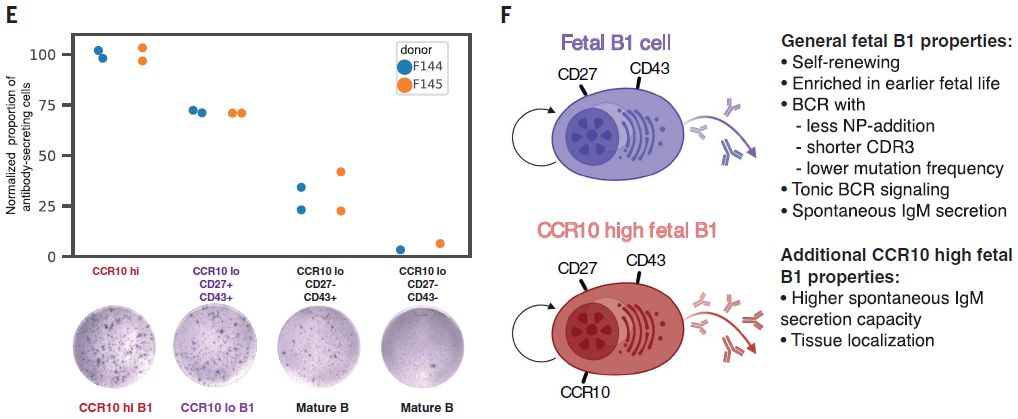 E
Normalized proportion of
antibody-secreting cells
100
75
50
25
0
donor
F144
F145
CCR10 hi
CCR10 lo
CD27+
CD43+
CCR10 lo
CD27-
CD43+
CCR10 lo
CD27-
CD43-
CCR10 hi B1
CCR10 lo B1
Mature B
Mature B
F
Fetal B1 cell
CD27
CD43
CCR10 high fetal B1
CD27
CD43
CCR10
General fetal B1 properties:
• Self-renewing
• Enriched in earlier fetal life
• BCR with
- less NP-addition
- shorter CDR3
- lower mutation frequency
• Tonic BCR signaling
• Spontaneous IgM secretion
Additional CCR10 high fetal
B1 properties:
• Higher spontaneous IgM
secretion capacity
• Tissue localization